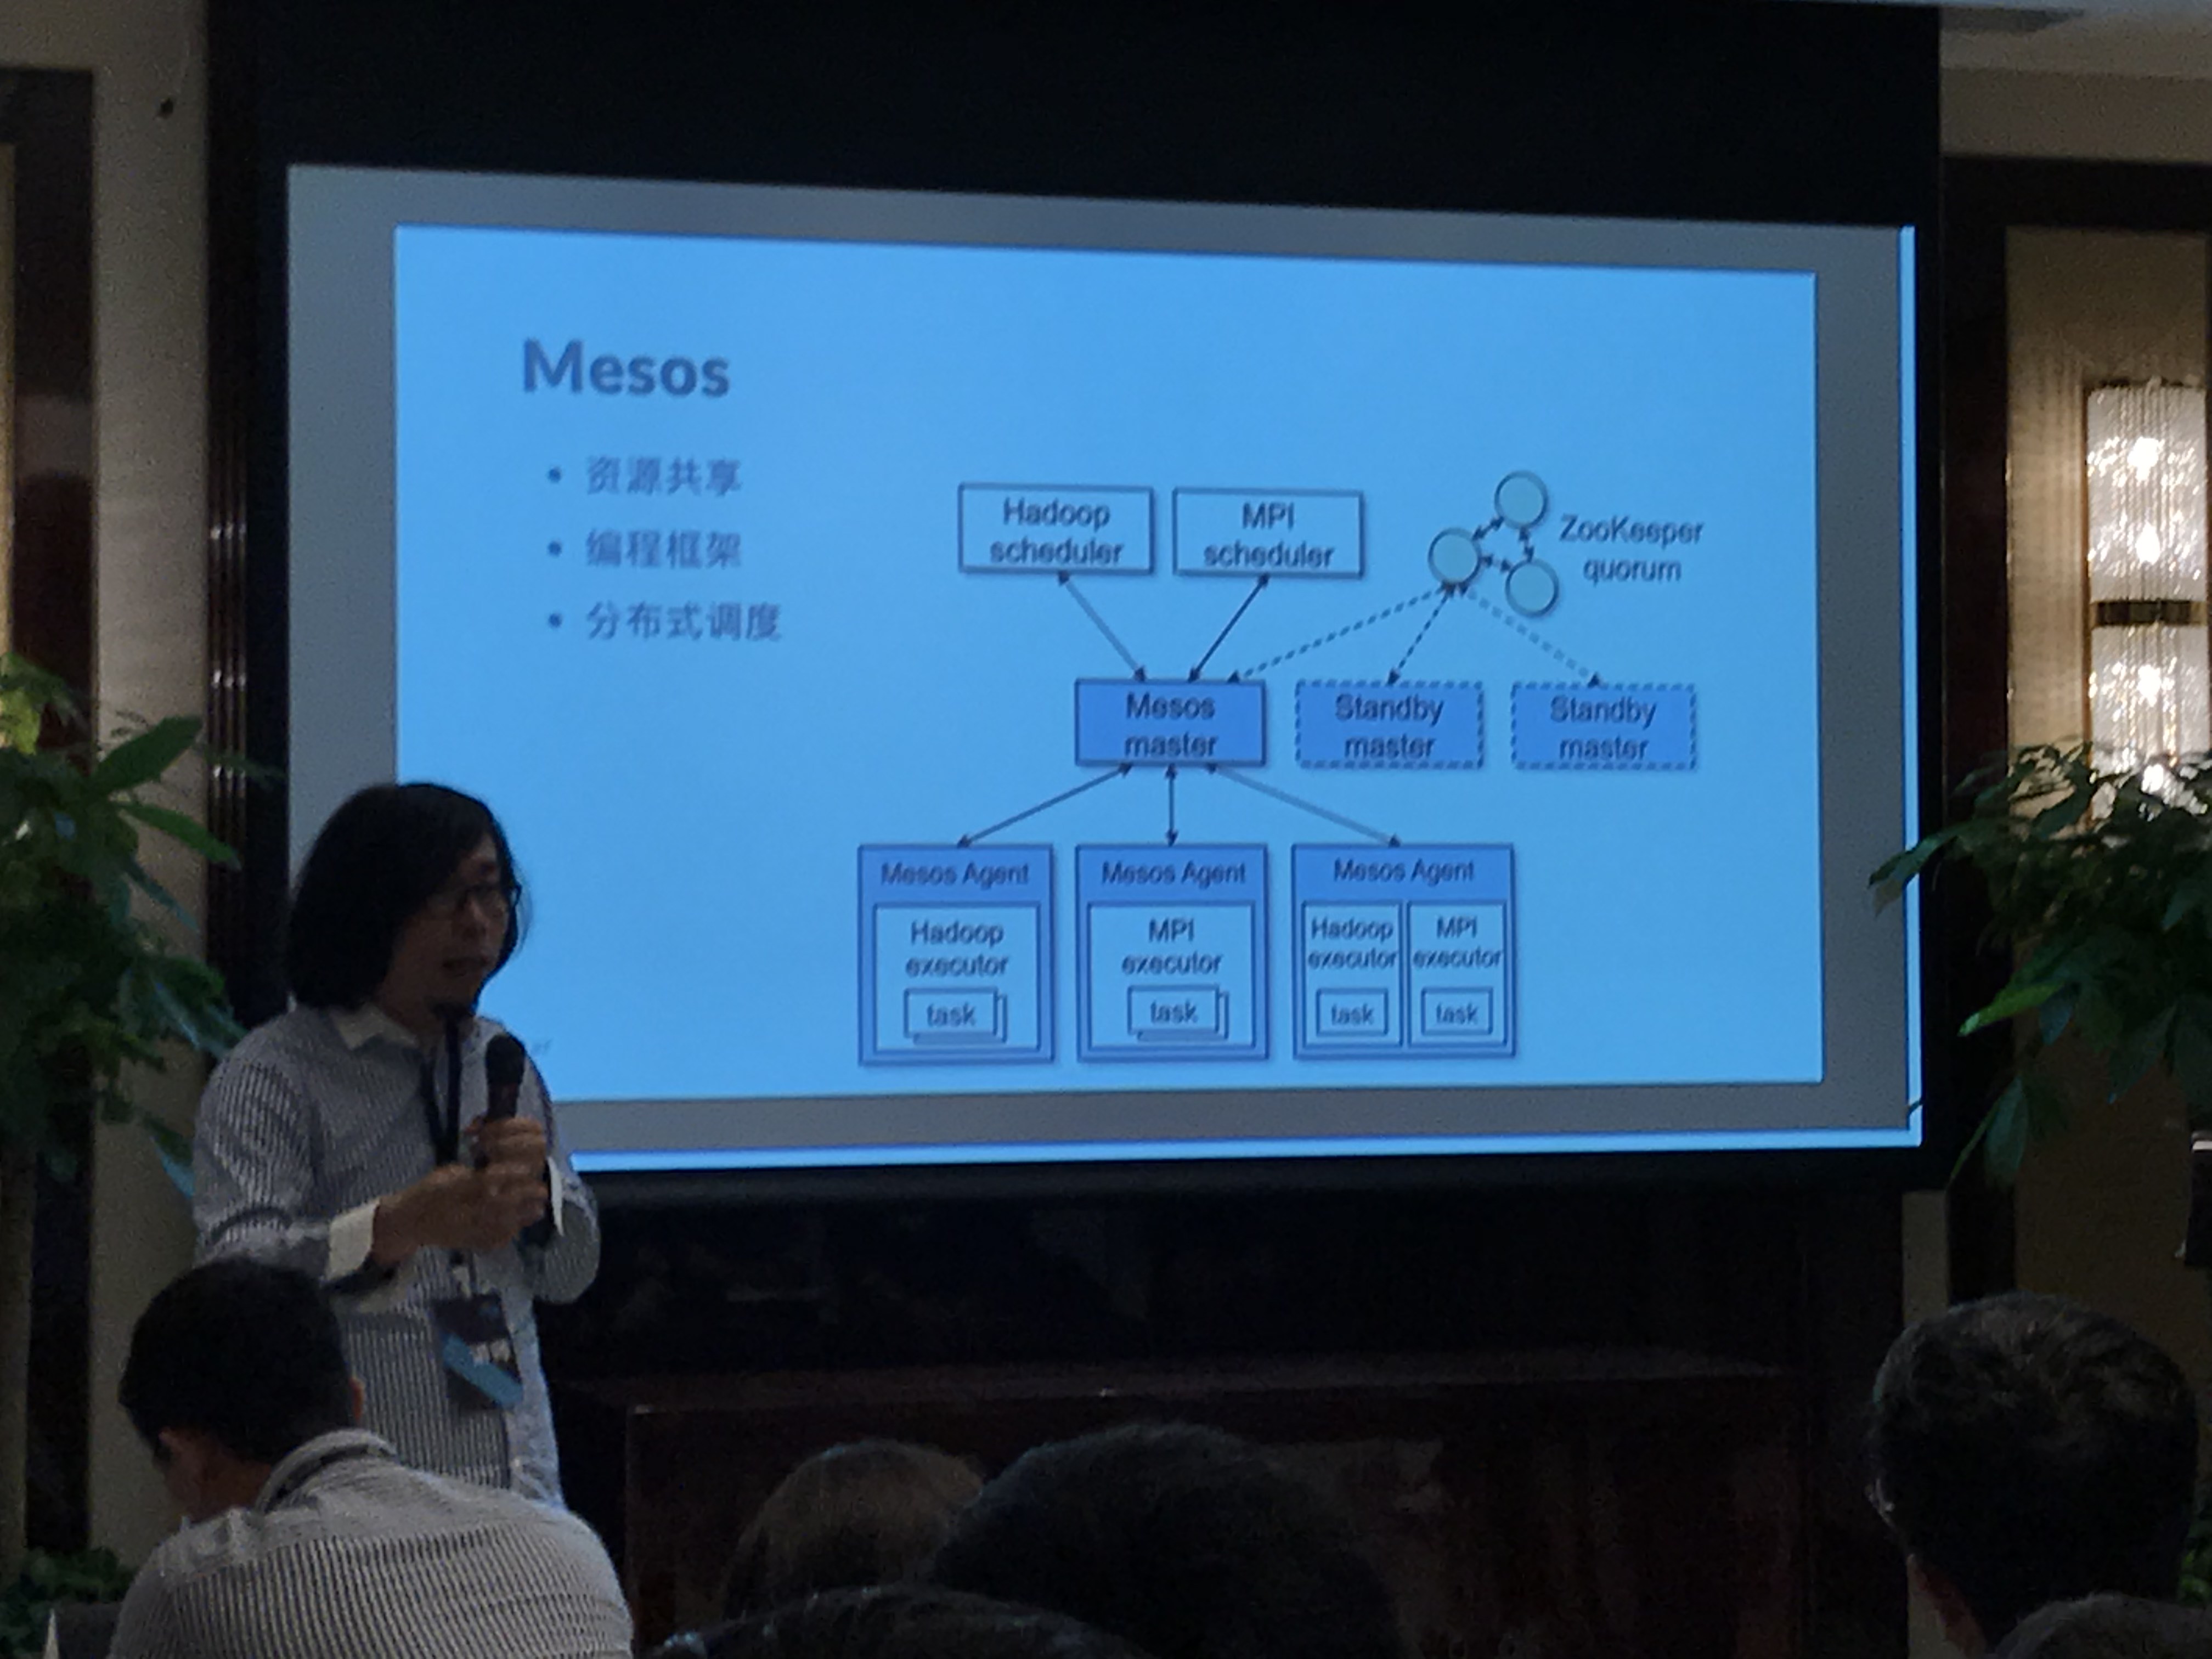 Mesos
• 资源共享
• 编程框架
• 分布式调度
Hadoop
scheduler
MPI
scheduler
ZooKeeper
quorum
Mesos
master
Standby
master
Standby
master
Mesos Agent
Hadoop
executor
task
Mesos Agent
MPI
executor
task
Mesos Agent
Hadoop
executor
task
MPI
executor
task